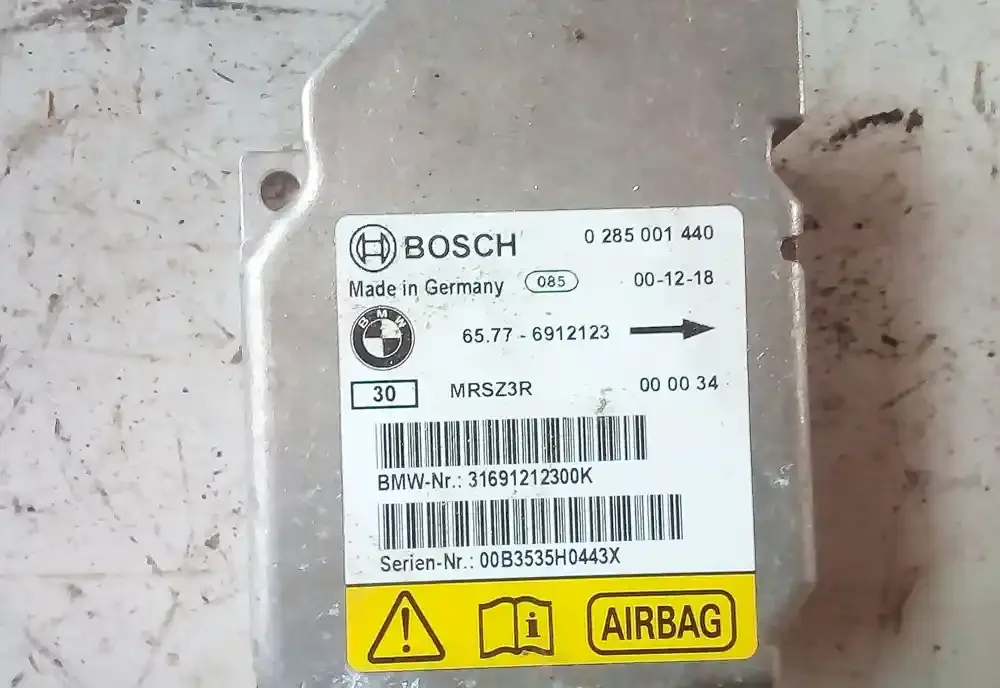 BOSCH 0 285 001 440
Made in Germany 085 00-12-18
BMW 65.77 - 6912123
30 MRSZ3R 00 00 34
BMW-Nr.: 31691212300K
Serien-Nr.: 00B3535H0443X
! i AIRBAG